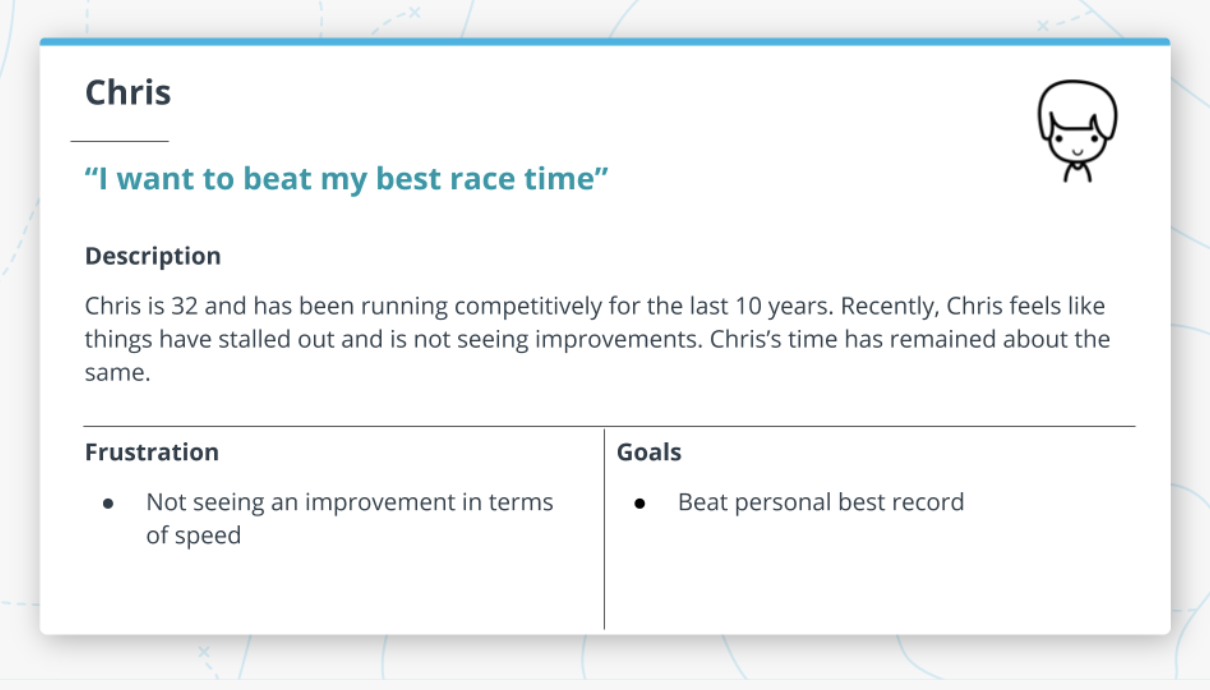 Chris
“I want to beat my best race time”
Description
Chris is 32 and has been running competitively for the last 10 years. Recently, Chris feels like
things have stalled out and is not seeing improvements. Chris’s time has remained about the
same.
Frustration
● Not seeing an improvement in terms
of speed
Goals
● Beat personal best record